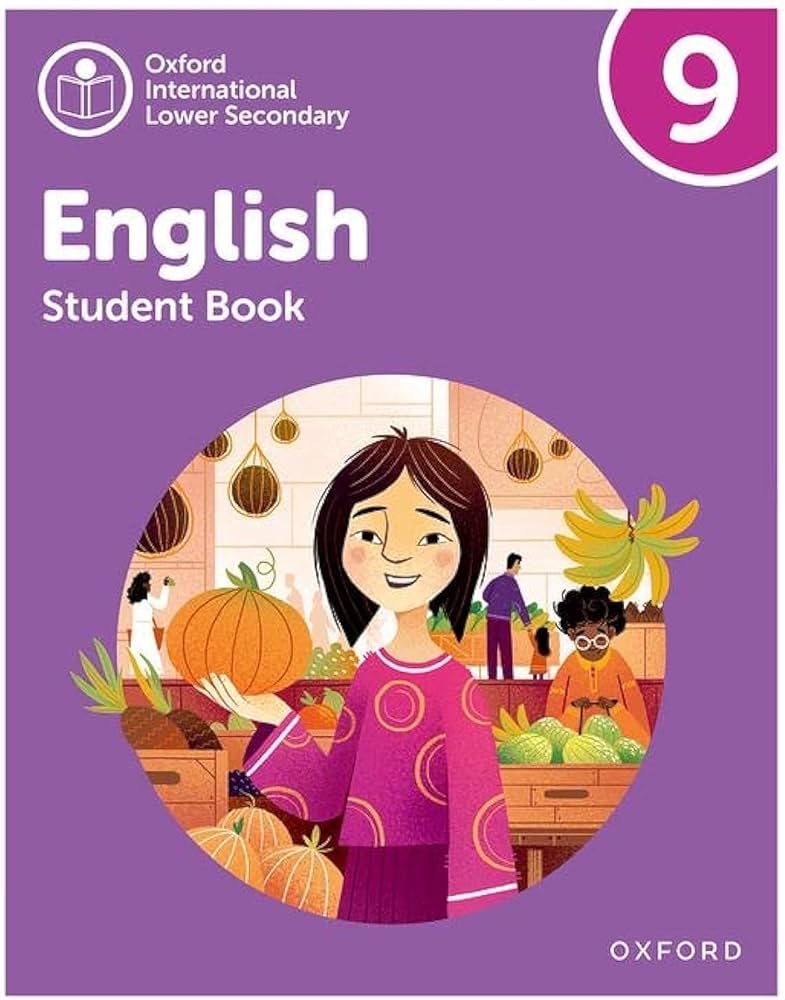 Oxford
International
Lower Secondary
9
English
Student Book
OXFORD